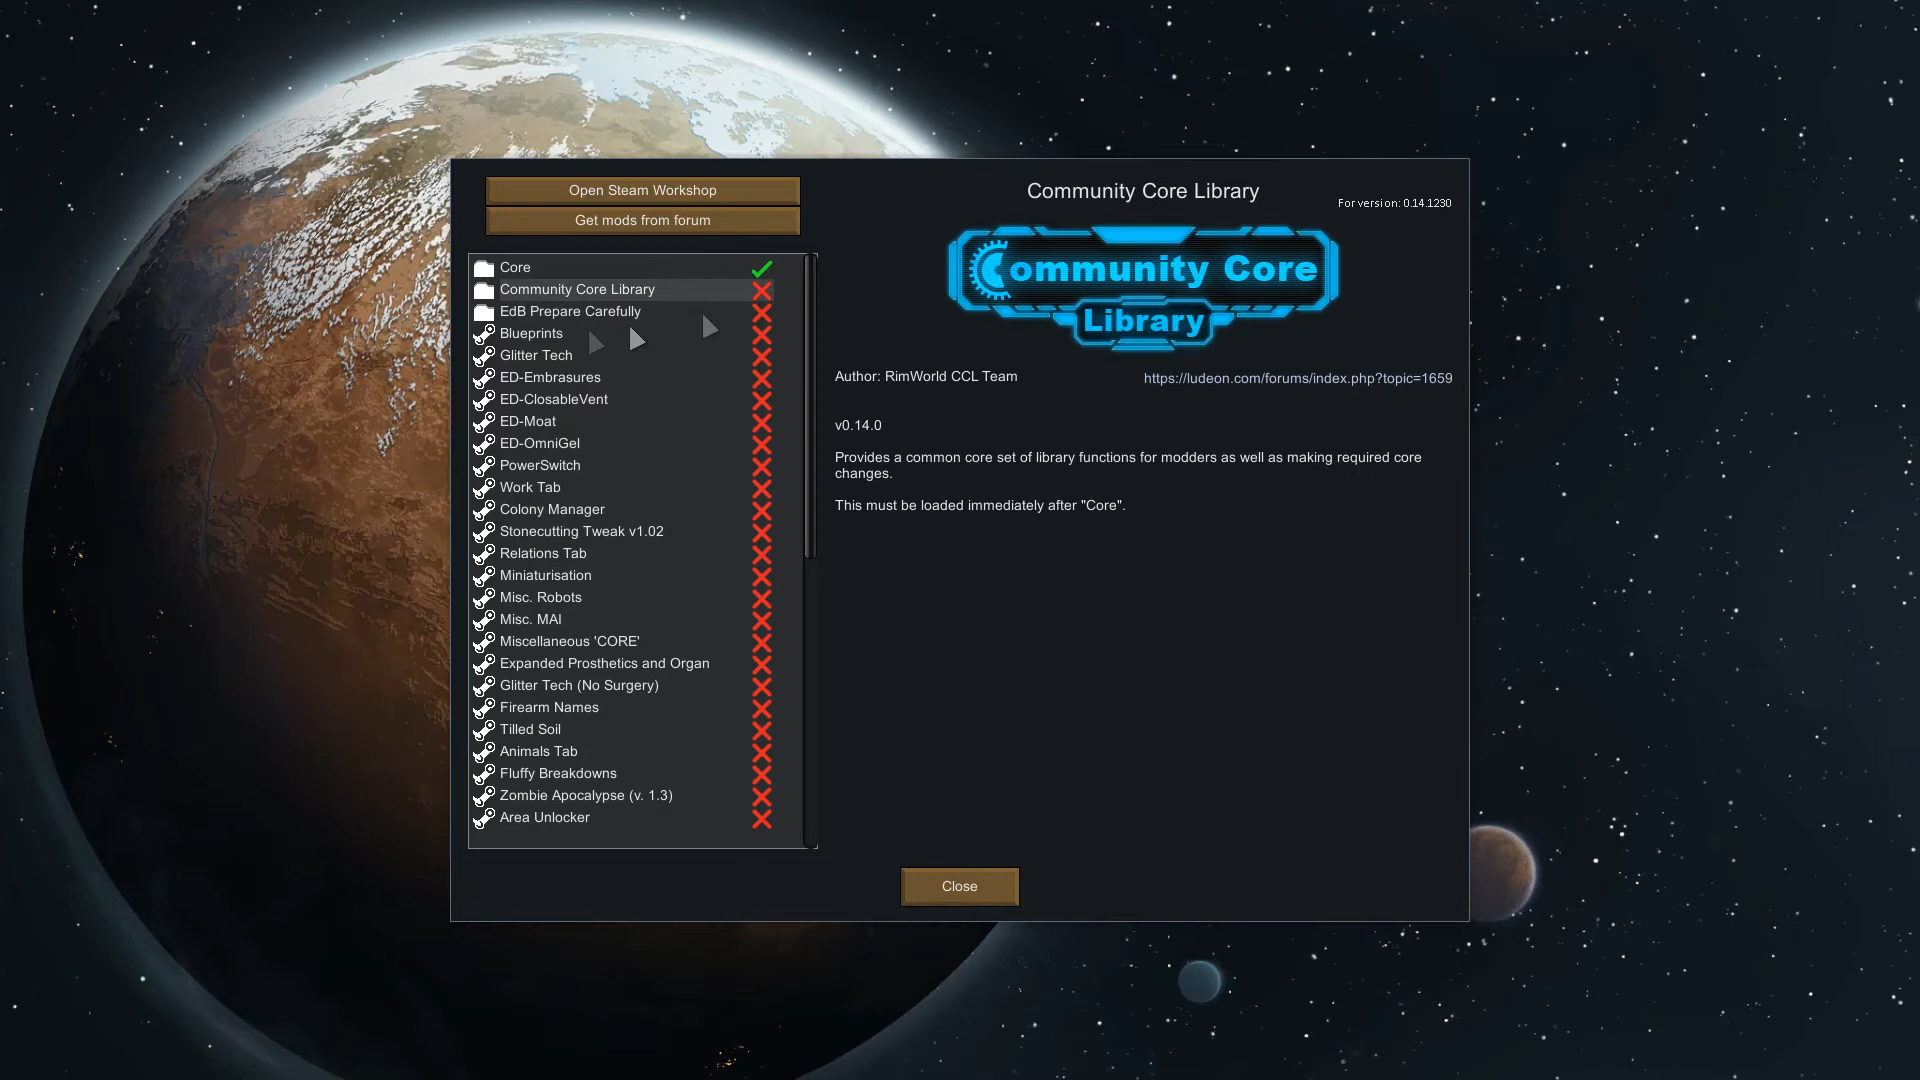 Open Steam Workshop
Get mods from forum
Core
Community Core Library
EdB Prepare Carefully
Blueprints
Glitter Tech
ED-Embrasures
ED-ClosableVent
ED-Moat
ED-OmniGel
PowerSwitch
Work Tab
Colony Manager
Stonecutting Tweak v1.02
Relations Tab
Miniaturisation
Misc. Robots
Misc. MAI
Miscellaneous 'CORE'
Expanded Prosthetics and Organ
Glitter Tech (No Surgery)
Firearm Names
Tilled Soil
Animals Tab
Fluffy Breakdowns
Zombie Apocalypse (v. 1.3)
Area Unlocker
Community Core Library
For version: 0.14.1230
Community Core
Library
Author: RimWorld CCL Team
https://ludeon.com/forums/index.php?topic=1659
v0.14.0
Provides a common core set of library functions for modders as well as making required core
changes.
This must be loaded immediately after "Core".
Close